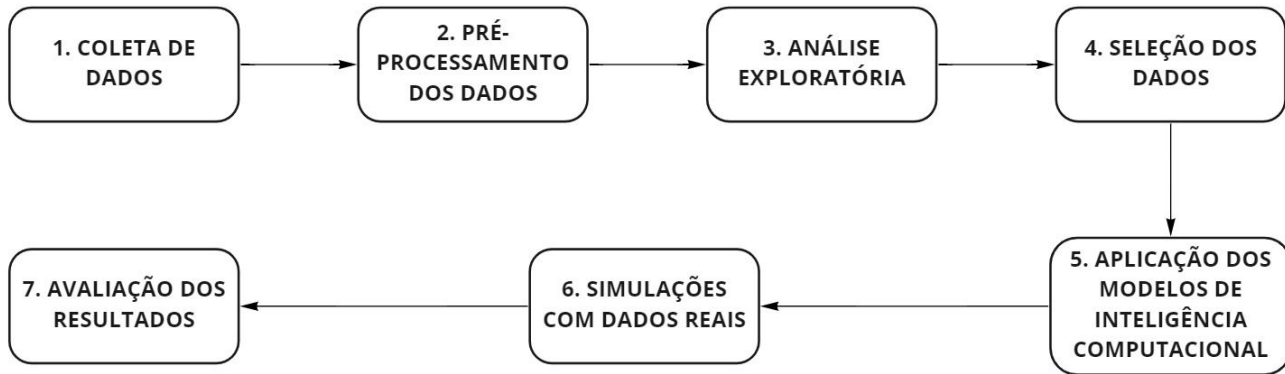 1. COLETA DE
DADOS
2. PRÉ-
PROCESSAMENTO
DOS DADOS
3. ANÁLISE
EXPLORATÓRIA
4. SELEÇÃO DOS
DADOS
5. APLICAÇÃO DOS
MODELOS DE
INTELIGÊNCIA
COMPUTACIONAL
6. SIMULAÇÕES
COM DADOS REAIS
7. AVALIAÇÃO DOS
RESULTADOS